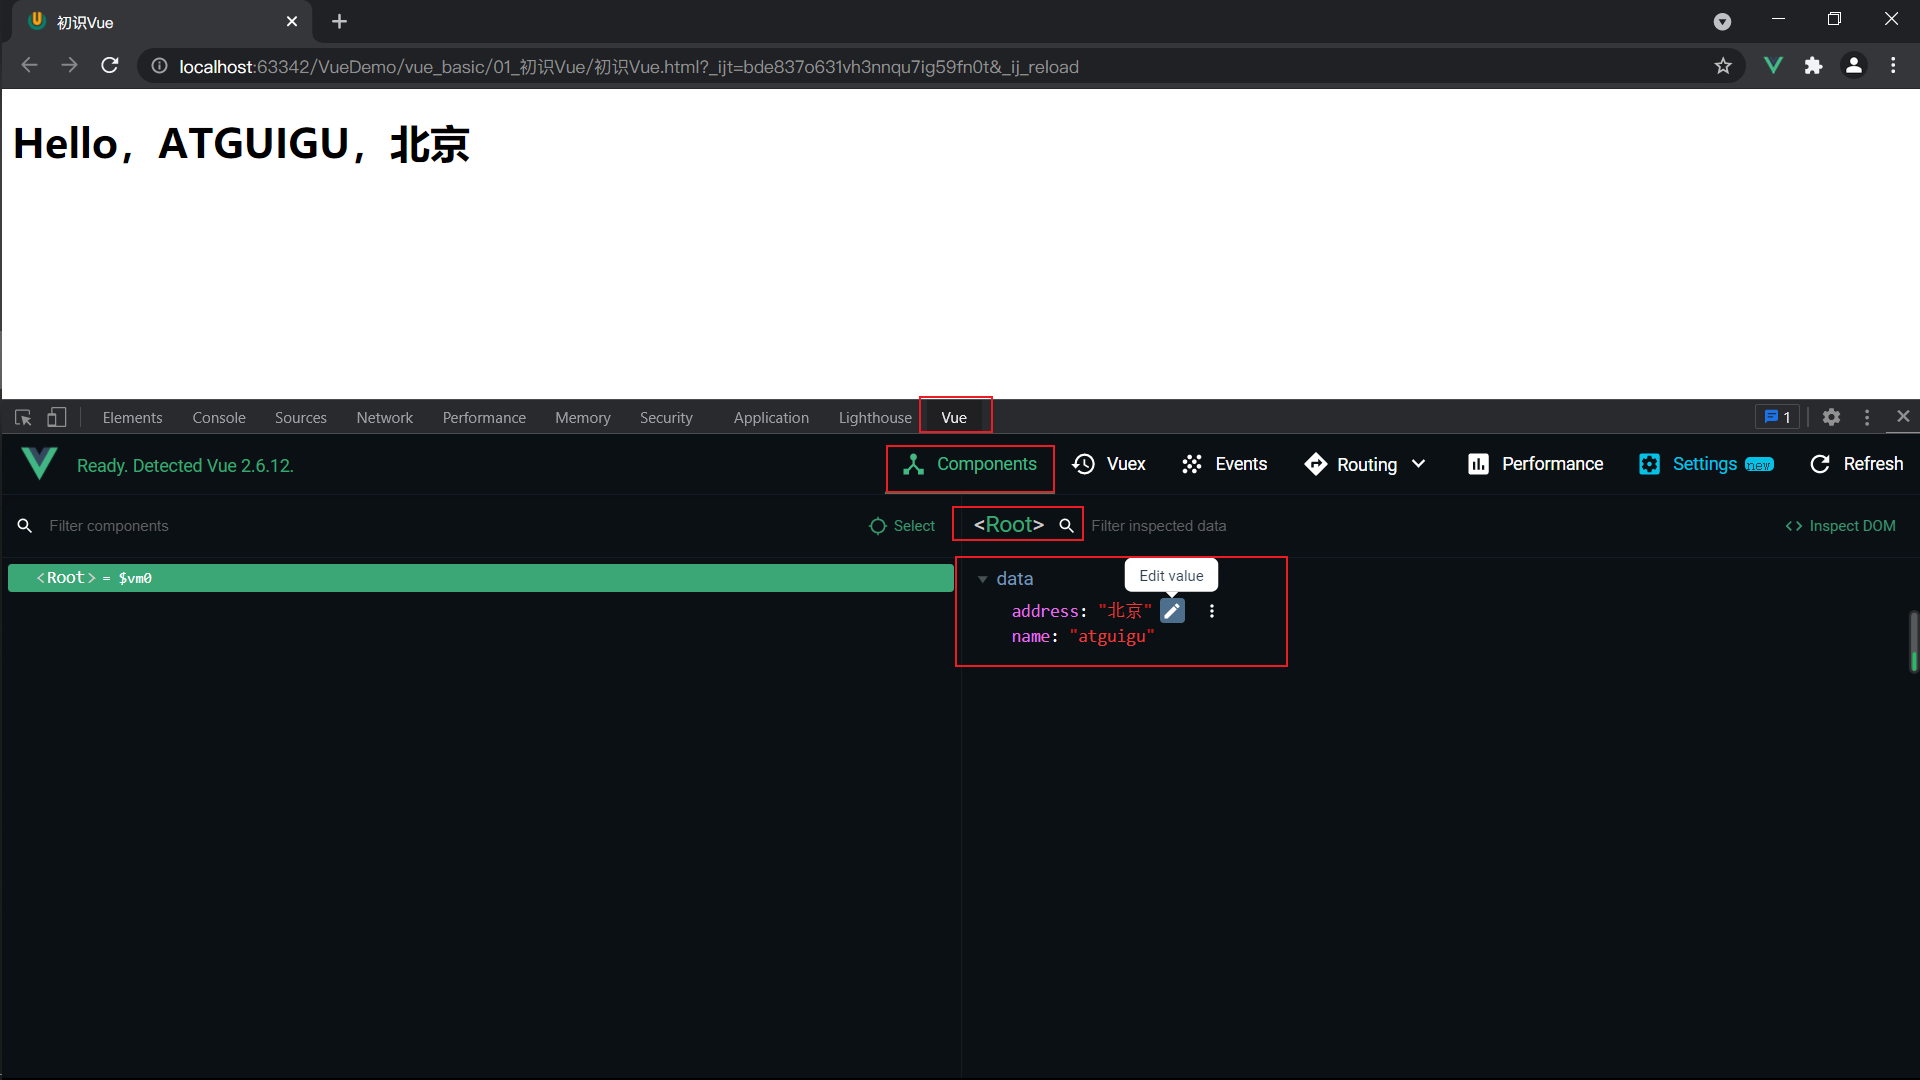 初识Vue
localhost:63342/VueDemo/vue_basic/01_初识Vue/初识Vue.html?_ijt=bde837o631vh3nnqu7ig59fn0t&_ij_reload
Hello，ATGUIGU，北京
Elements Console Sources Network Performance Memory Security Application Lighthouse Vue 1
Ready. Detected Vue 2.6.12. Components Vuex Events Routing Performance Settings new Refresh
Filter components Select <Root> Filter inspected data <> Inspect DOM
<Root> = $vm0
data
Edit value
address: "北京"
name: "atguigu"